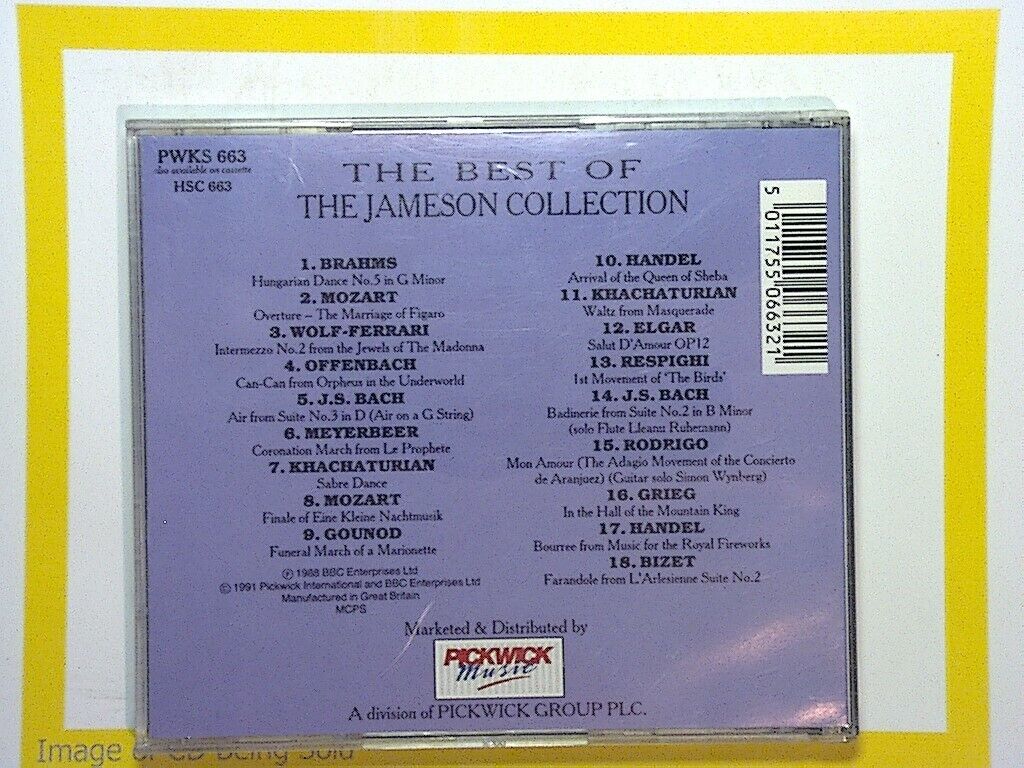 PWKS 663
also available on cassette
HSC 663
THE BEST OF
THE JAMESON COLLECTION
1. BRAHMS
Hungarian Dance No.5 in G Minor
2. MOZART
Overture – The Marriage of Figaro
3. WOLF-FERRARI
Intermezzo No.2 from the Jewels of The Madonna
4. OFFENBACH
Can-Can from Orpheus in the Underworld
5. J.S. BACH
Air from Suite No.3 in D (Air on a G String)
6. MEYERBEER
Coronation March from Le Prophete
7. KHACHATURIAN
Sabre Dance
8. MOZART
Finale of Eine Kleine Nachtmusik
9. GOUNOD
Funeral March of a Marionette
℗ 1988 BBC Enterprises Ltd
© 1991 Pickwick International and BBC Enterprises Ltd
Manufactured in Great Britain
MCPS
10. HANDEL
Arrival of the Queen of Sheba
11. KHACHATURIAN
Waltz from Masquerade
12. ELGAR
Salut D'Amour OP12
13. RESPIGHI
1st Movement of 'The Birds'
14. J.S. BACH
Badinerie from Suite No.2 in B Minor
(solo Flute Lleann Ruhemann)
15. RODRIGO
Mon Amour (The Adagio Movement of the Concierto
de Aranjuez) (Guitar solo Simon Wynberg)
16. GRIEG
In the Hall of the Mountain King
17. HANDEL
Bourree from Music for the Royal Fireworks
18. BIZET
Farandole from L'Arlesienne Suite No.2
5 011755 066321
Marketed & Distributed by
PICKWICK
Music
A division of PICKWICK GROUP PLC.
Image of CD Being Sold